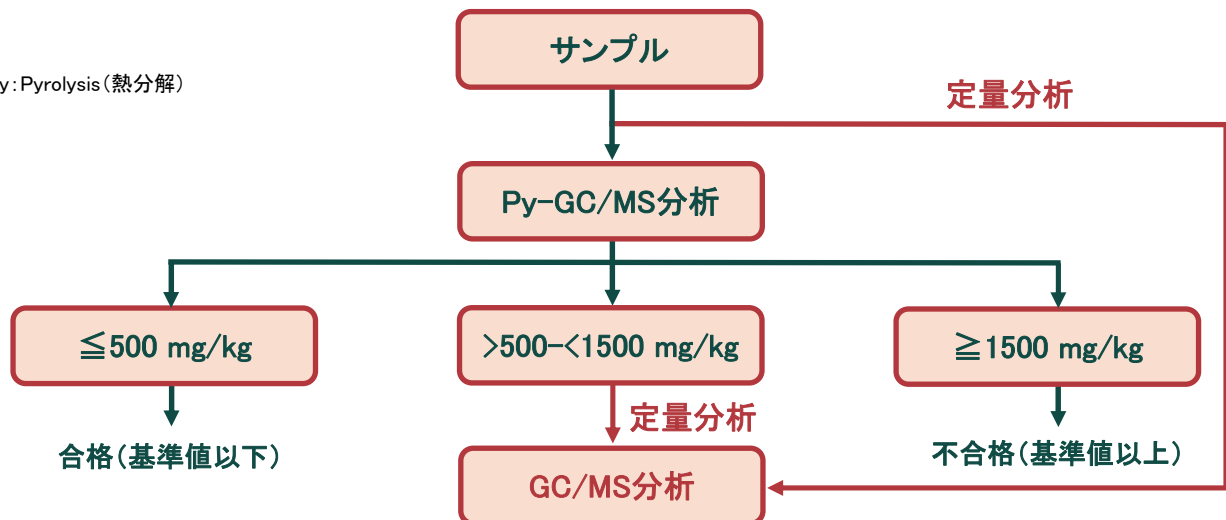 サンプル
y:Pyrolysis(熱分解)
定量分析
Py-GC/MS分析
≦500 mg/kg
>500-<1500 mg/kg
≧1500 mg/kg
合格(基準値以下)
定量分析
不合格(基準値以上)
GC/MS分析